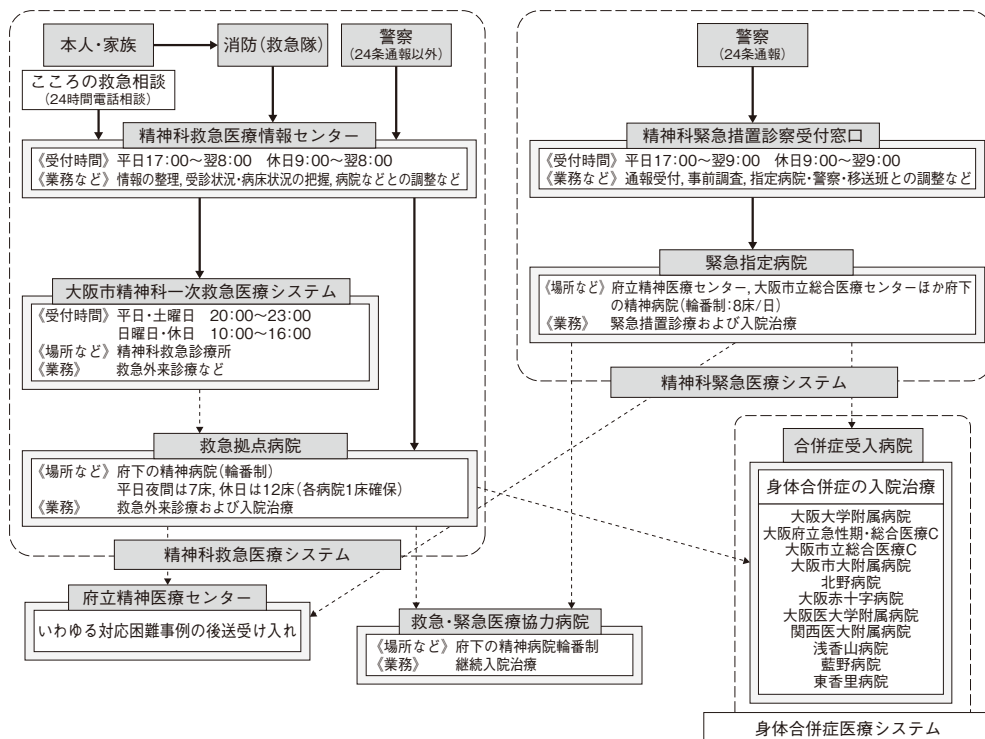 本人・家族
消防(救急隊)
警察
(24条通報以外)
こころの救急相談
(24時間電話相談)
精神科救急医療情報センター
《受付時間》平日17:00〜翌8:00 休日9:00〜翌8:00
《業務など》情報の整理,受診状況・病床状況の把握,病院などとの調整など
大阪市精神科一次救急医療システム
《受付時間》平日・土曜日 20:00〜23:00
日曜日・休日 10:00〜16:00
《場所など》精神科救急診療所
《業務》 救急外来診療など
救急拠点病院
《場所など》府下の精神病院(輪番制)
平日夜間は7床,休日は12床(各病院1床確保)
《業務》 救急外来診療および入院治療
精神科救急医療システム
府立精神医療センター
いわゆる対応困難事例の後送受け入れ
警察
(24条通報)
精神科緊急措置診察受付窓口
《受付時間》平日17:00〜翌9:00 休日9:00〜翌9:00
《業務など》通報受付,事前調査,指定病院・警察・移送班との調整など
緊急指定病院
《場所など》府立精神医療センター,大阪市立総合医療センターほか府下
の精神病院(輪番制:8床/日)
《業務》 緊急措置診療および入院治療
精神科緊急医療システム
救急・緊急医療協力病院
《場所など》府下の精神病院輪番制
《業務》 継続入院治療
合併症受入病院
身体合併症の入院治療
大阪大学附属病院
大阪府立急性期・総合医療C
大阪市立総合医療C
大阪市大附属病院
北野病院
大阪赤十字病院
大阪医大学附属病院
関西医大附属病院
浅香山病院
藍野病院
東香里病院
身体合併症医療システム